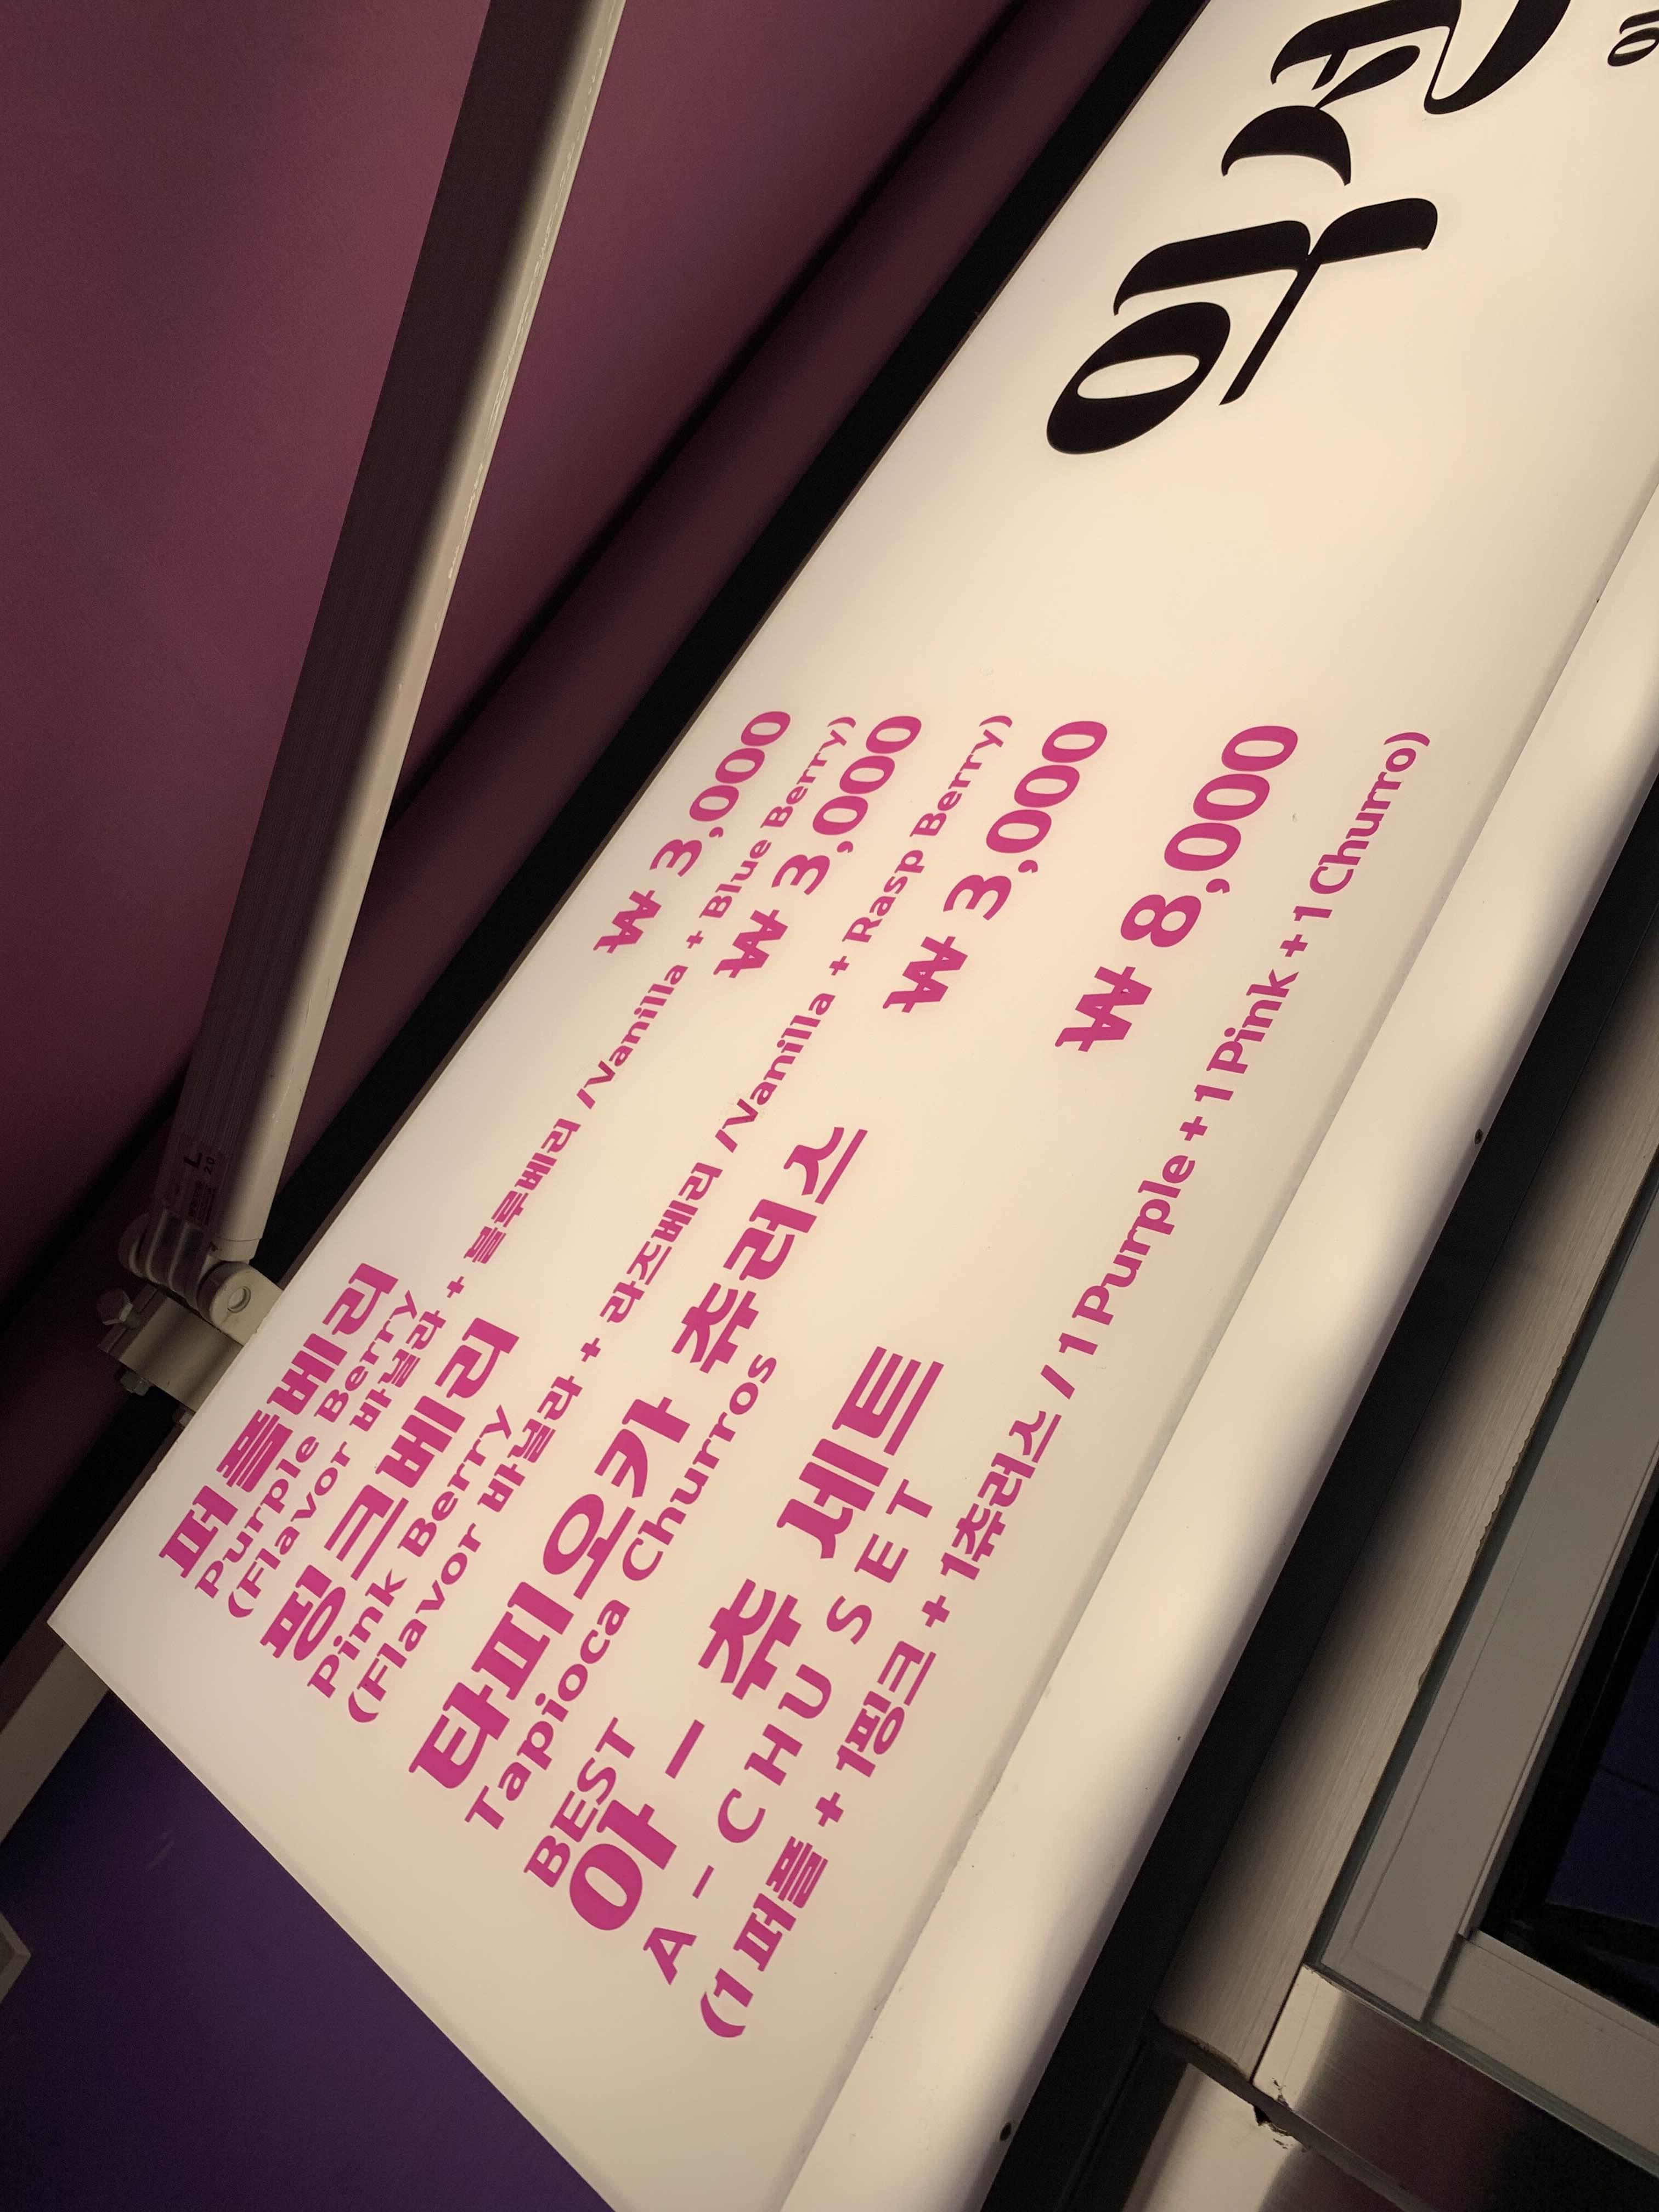 퍼플베리 ₩ 3,000
Purple Berry
(Flavor 바닐라 + 블루베리 /Vanilla + Blue Berry)
핑크베리 ₩ 3,000
Pink Berry
(Flavor 바닐라 + 라즈베리 /Vanilla + Rasp Berry)
타피오카 츄러스 ₩ 3,000
Tapioca Churros
BEST
아 – 츄 세트 ₩ 8,000
A – CHU SET
(1 퍼플 + 1핑크 + 1츄러스 / 1 Purple + 1 Pink + 1 Churro)